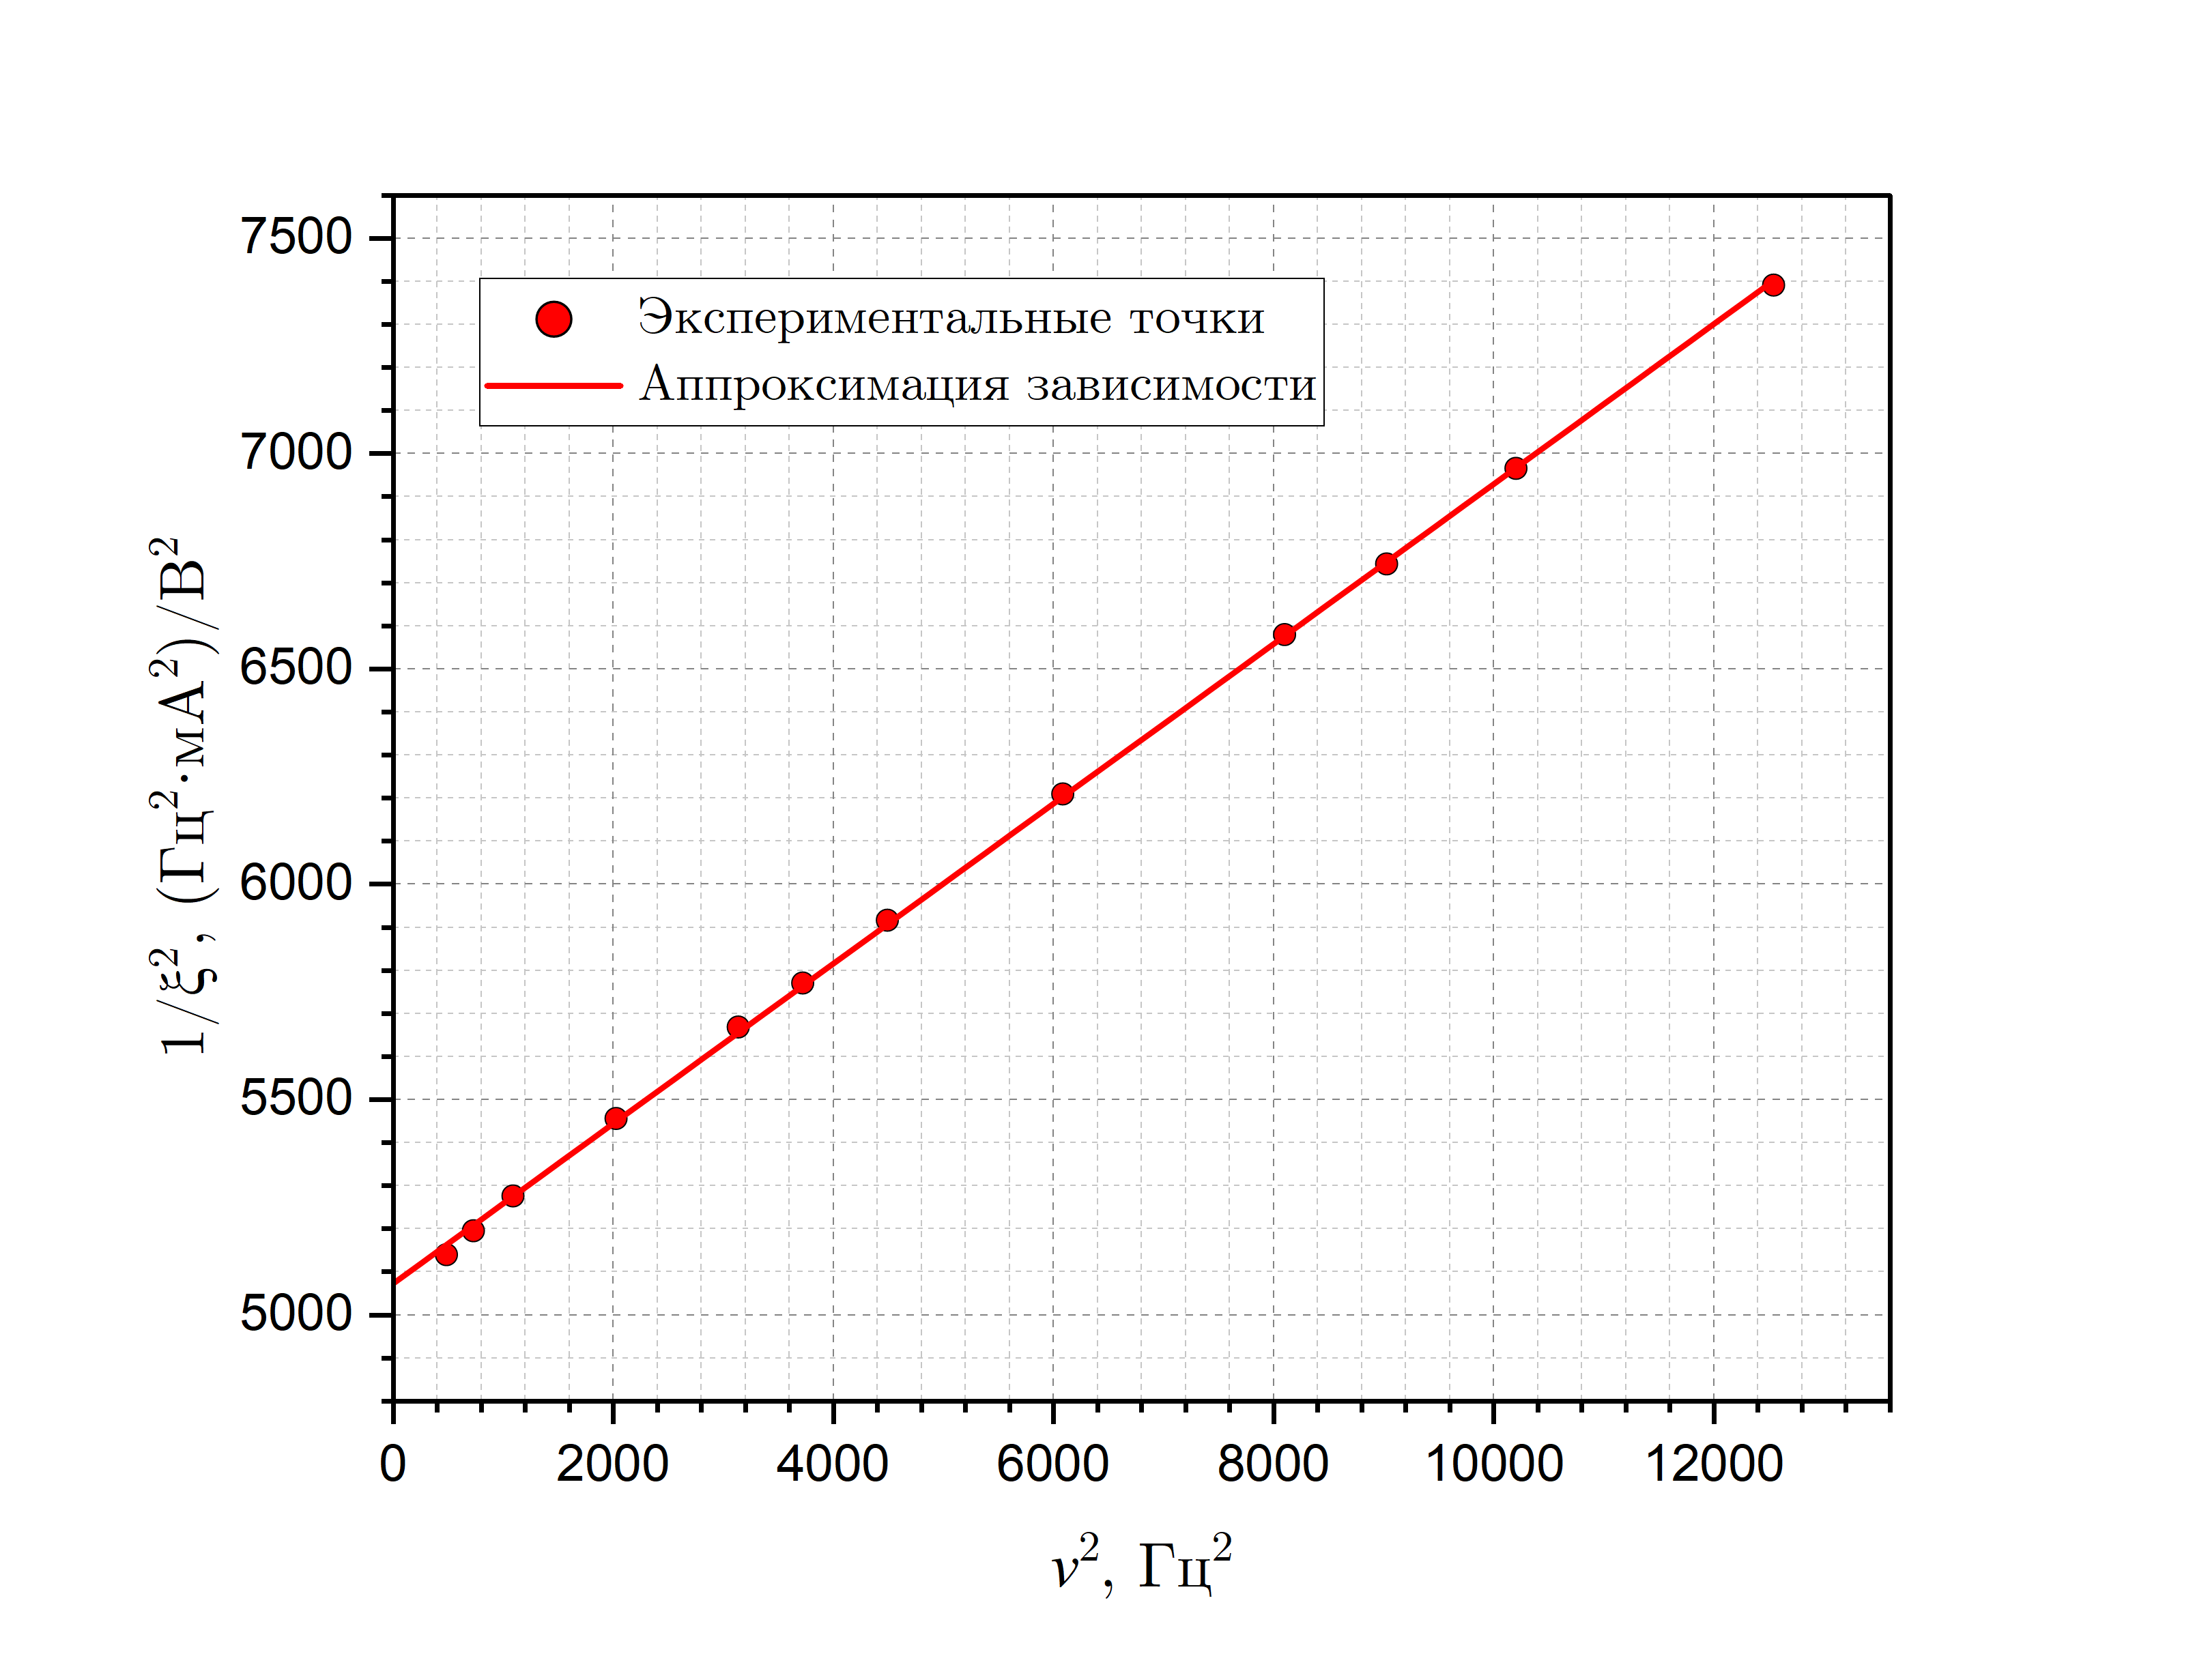 7500
7000
6500
6000
5500
5000
1/ξ², (Гц²·мА²)/В²
Экспериментальные точки
Аппроксимация зависимости
0 2000 4000 6000 8000 10000 12000
ν², Гц²